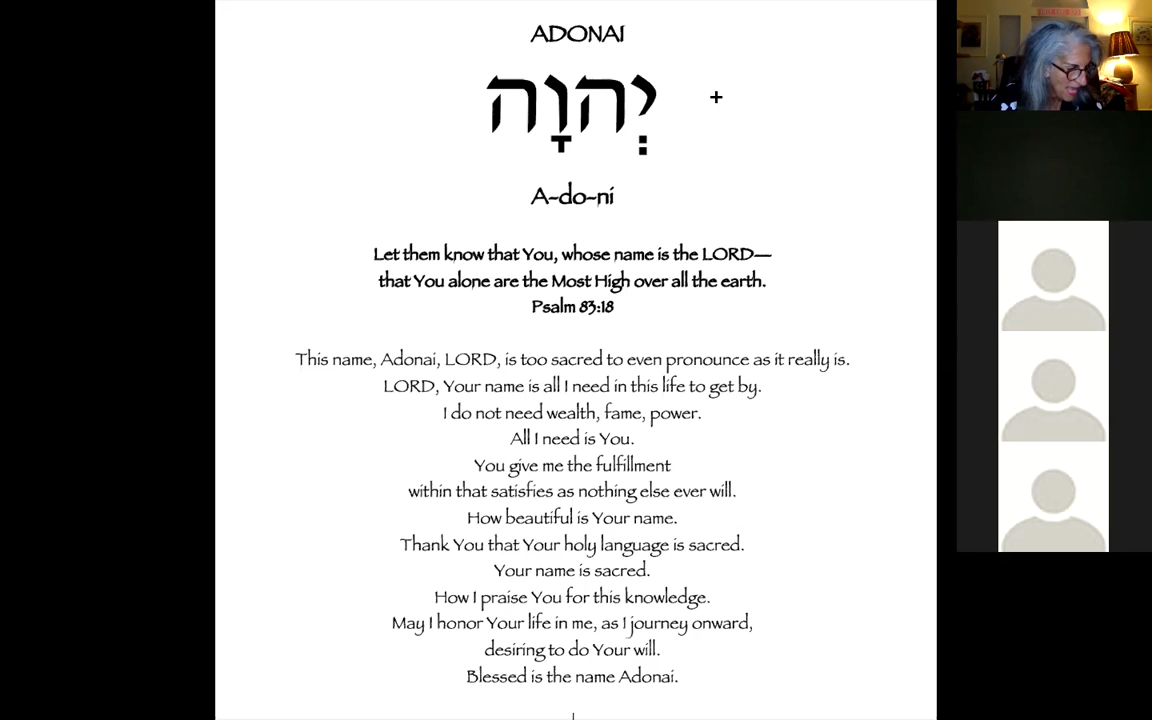 ADONAI
יְהוָה
A-do-ni
Let them know that You, whose name is the LORD—
that You alone are the Most High over all the earth.
Psalm 83:18
This name, Adonai, LORD, is too sacred to even pronounce as it really is.
LORD, Your name is all I need in this life to get by.
I do not need wealth, fame, power.
All I need is You.
You give me the fulfillment
within that satisfies as nothing else ever will.
How beautiful is Your name.
Thank You that Your holy language is sacred.
Your name is sacred.
How I praise You for this knowledge.
May I honor Your life in me, as I journey onward,
desiring to do Your will.
Blessed is the name Adonai.